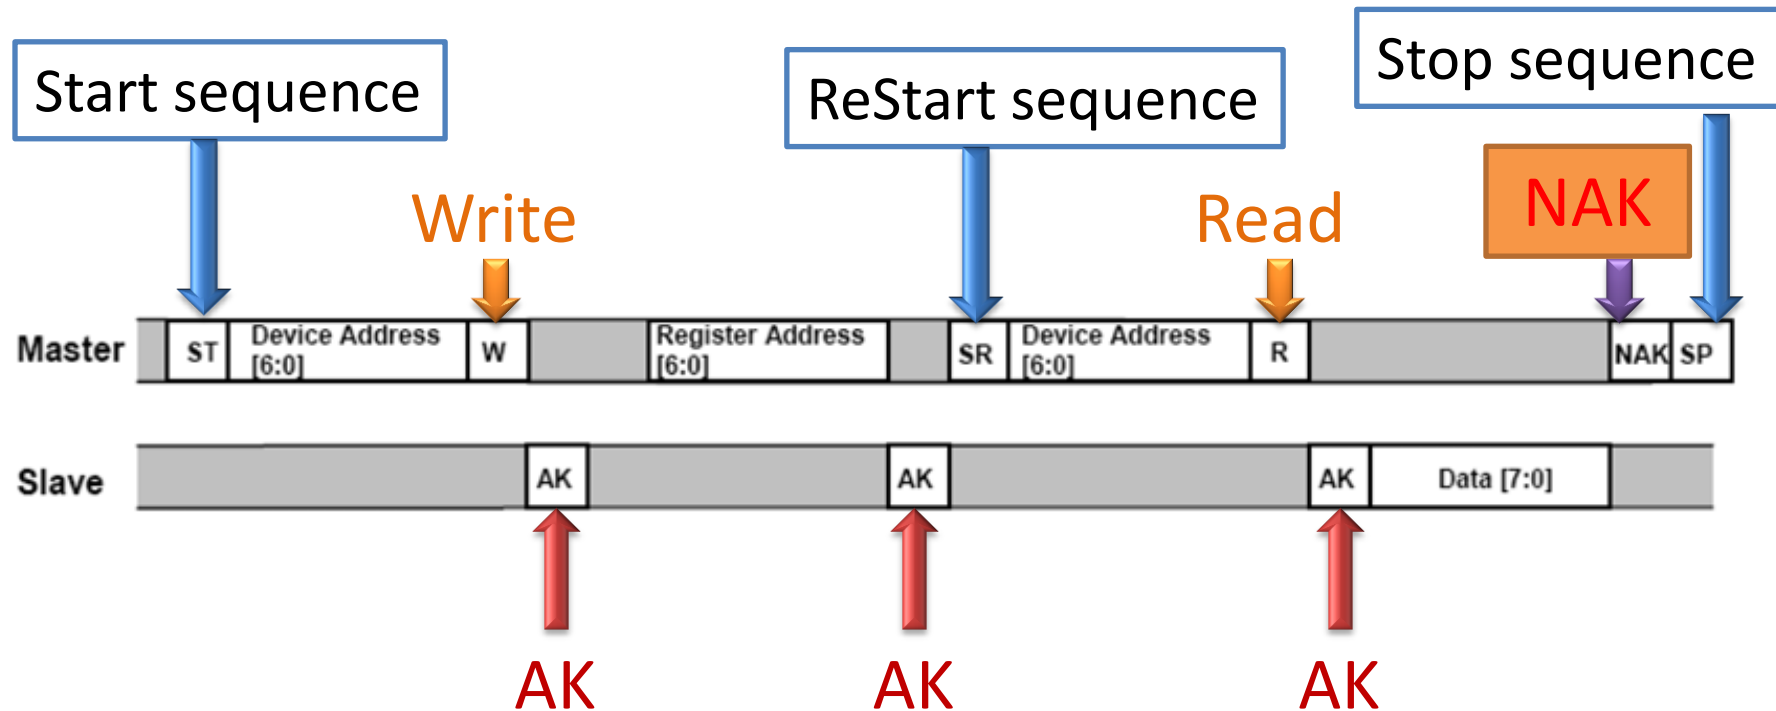 Start sequence
ReStart sequence
Stop sequence
Write
Read
NAK
Master
ST
Device Address
[6:0]
W
Register Address
[6:0]
SR
Device Address
[6:0]
R
NAK
SP
Slave
AK
AK
AK
Data [7:0]
AK
AK
AK